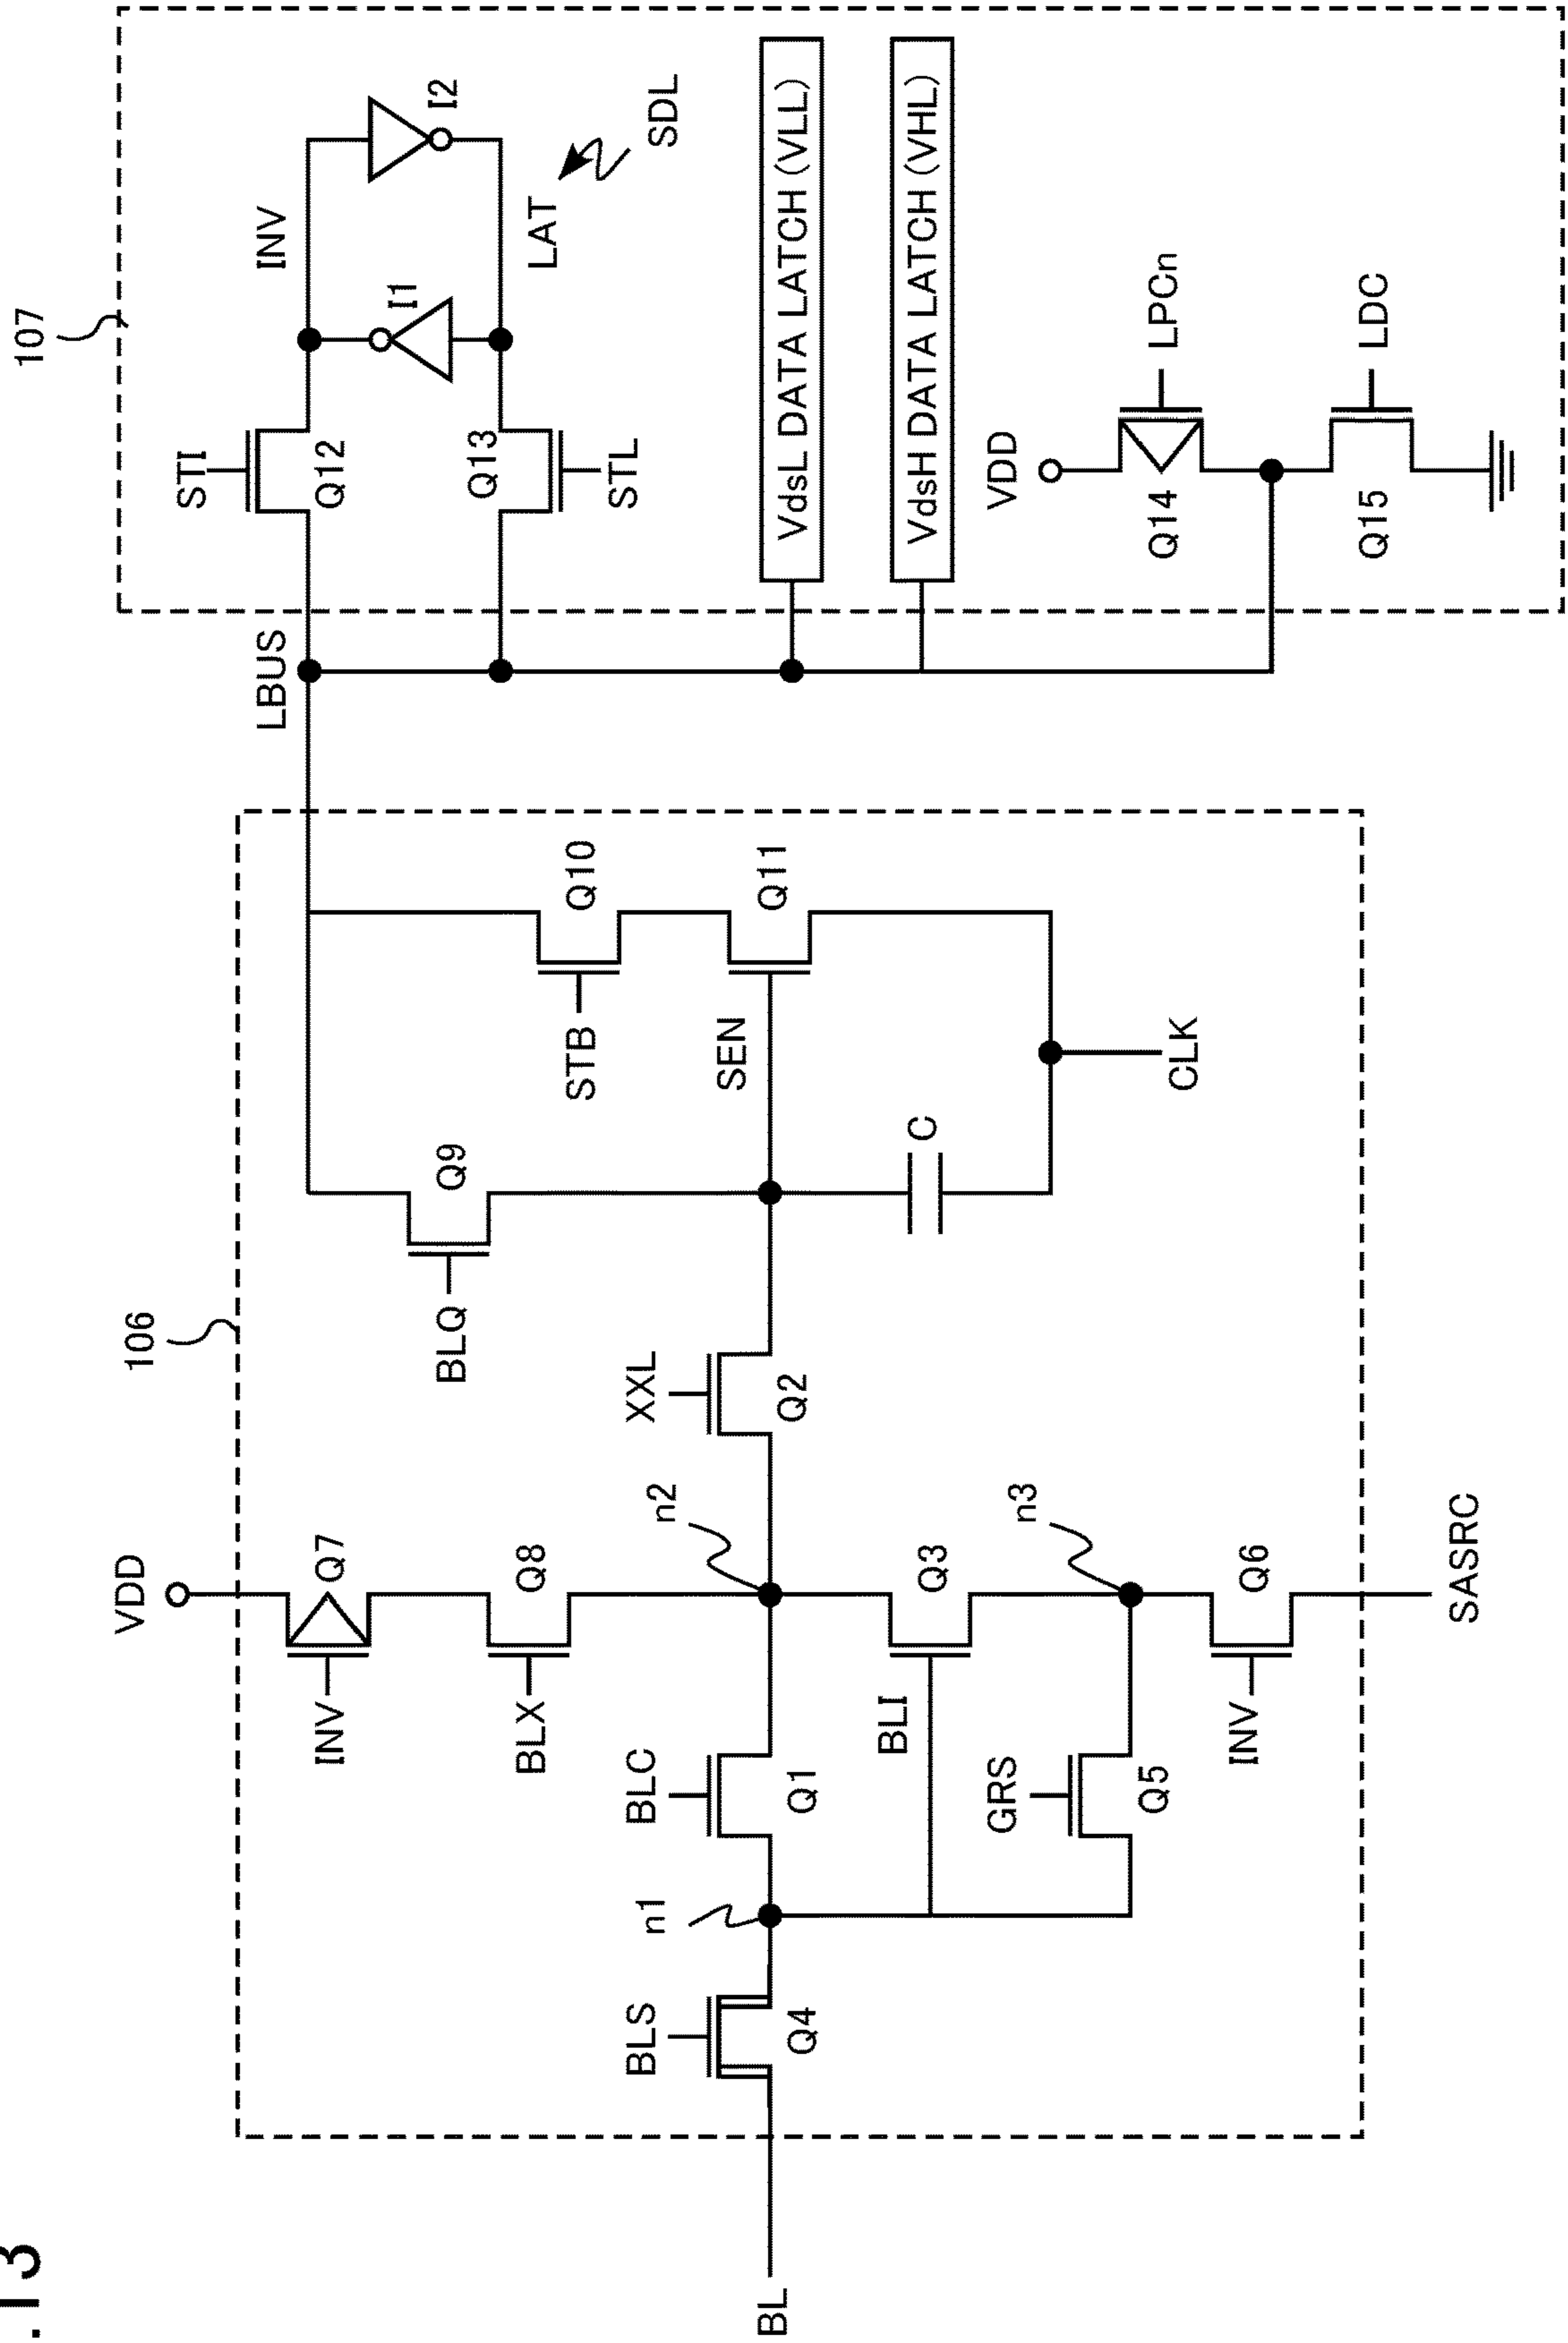 .13
106
107
VDD
INV
Q7
BLX
Q8
BLQ
Q9
STB
Q10
SEN
Q11
C
CLK
XXL
Q2
n2
n1
n3
BLC
Q1
BLS
Q4
BL
BLI
Q3
GRS
Q5
INV
Q6
SASRC
LBUS
STI
Q12
Q13
STL
INV
I1
I2
LAT
SDL
VdsL DATA LATCH (VLL)
VdsH DATA LATCH (VHL)
VDD
Q14
LPCn
Q15
LDC